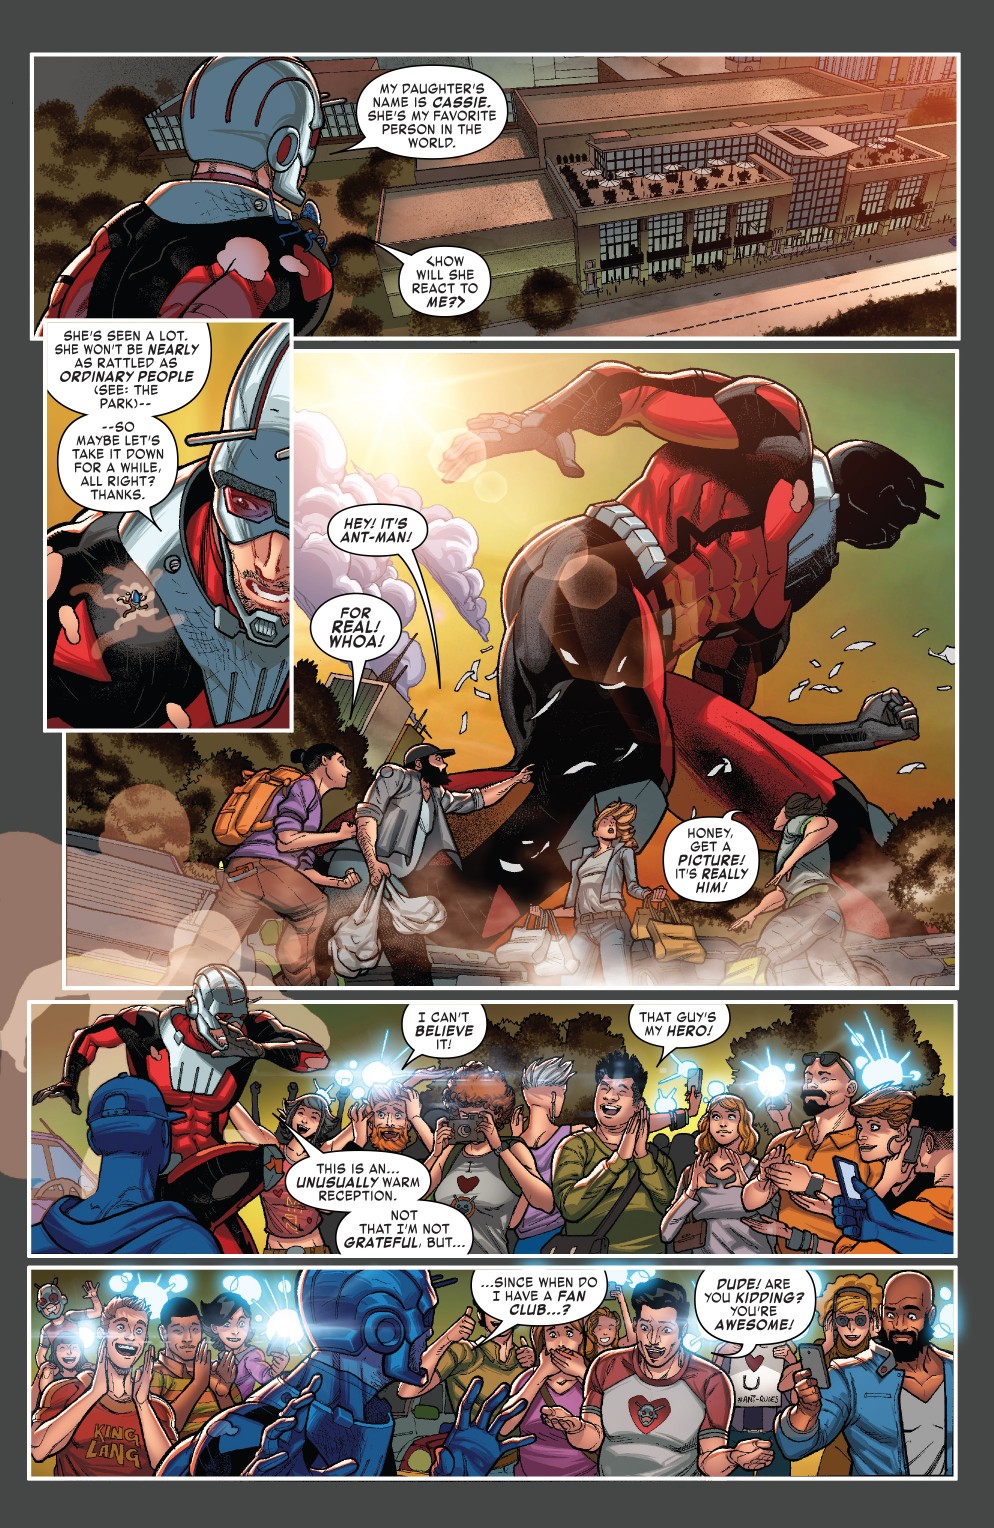 MY DAUGHTER'S
NAME IS CASSIE.
SHE'S MY FAVORITE
PERSON IN THE
WORLD.
<HOW
WILL SHE
REACT TO
ME?>
SHE'S SEEN A LOT.
SHE WON'T BE NEARLY
AS RATTLED AS
ORDINARY PEOPLE
(SEE: THE
PARK)--
--SO
MAYBE LET'S
TAKE IT DOWN
FOR A WHILE,
ALL RIGHT?
THANKS.
HEY! IT'S
ANT-MAN!
FOR
REAL!
WHOA!
HONEY,
GET A
PICTURE!
IT'S REALLY
HIM!
I CAN'T
BELIEVE
IT!
THAT GUY'S
MY HERO!
THIS IS AN...
UNUSUALLY WARM
RECEPTION.
NOT
THAT I'M NOT
GRATEFUL, BUT...
...SINCE WHEN DO
I HAVE A FAN
CLUB...?
DUDE! ARE
YOU KIDDING?
YOU'RE
AWESOME!
KING
LANG
U
#ANT-RULES